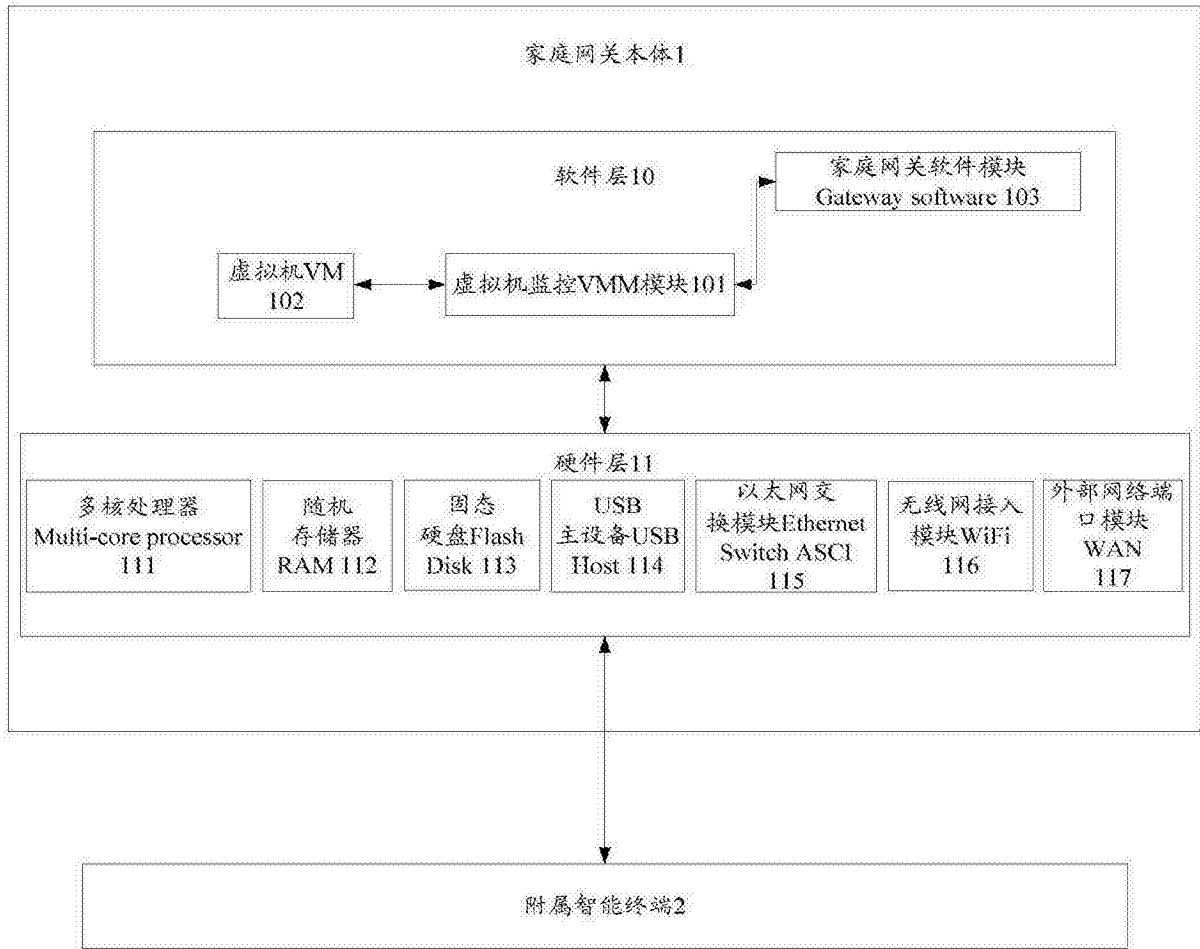 家庭网关本体1
软件层10
家庭网关软件模块
Gateway software 103
虚拟机VM
102
虚拟机监控VMM模块101
硬件层11
多核处理器
Multi-core processor
111
随机
存储器
RAM 112
固态
硬盘Flash
Disk 113
USB
主设备USB
Host 114
以太网交
换模块Ethernet
Switch ASCI
115
无线网接入
模块WiFi
116
外部网络端
口模块
WAN
117
附属智能终端2